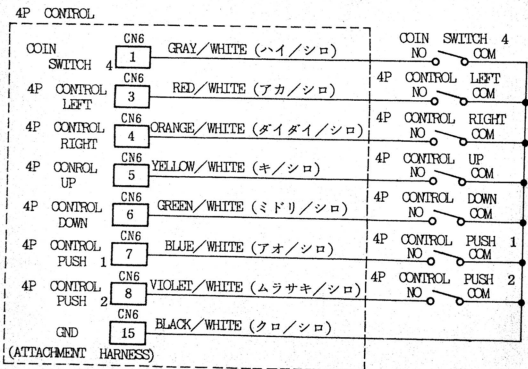 4P CONTROL
COIN SWITCH 4
CN6
1
GRAY/WHITE (ハイ/シロ)
COIN SWITCH 4
NO COM
4P CONTROL LEFT
CN6
3
RED/WHITE (アカ/シロ)
4P CONTROL LEFT
NO COM
4P CONTROL RIGHT
CN6
4
ORANGE/WHITE (ダイダイ/シロ)
4P CONTROL RIGHT
NO COM
4P CONROL UP
CN6
5
YELLOW/WHITE (キ/シロ)
4P CONTROL UP
NO COM
4P CONTROL DOWN
CN6
6
GREEN/WHITE (ミドリ/シロ)
4P CONTROL DOWN
NO COM
4P CONTROL PUSH 1
CN6
7
BLUE/WHITE (アオ/シロ)
4P CONTROL PUSH 1
NO COM
4P CONTROL PUSH 2
CN6
8
VIOLET/WHITE (ムラサキ/シロ)
4P CONTROL PUSH 2
NO COM
GND
CN6
15
BLACK/WHITE (クロ/シロ)
(ATTACHMENT HARNESS)